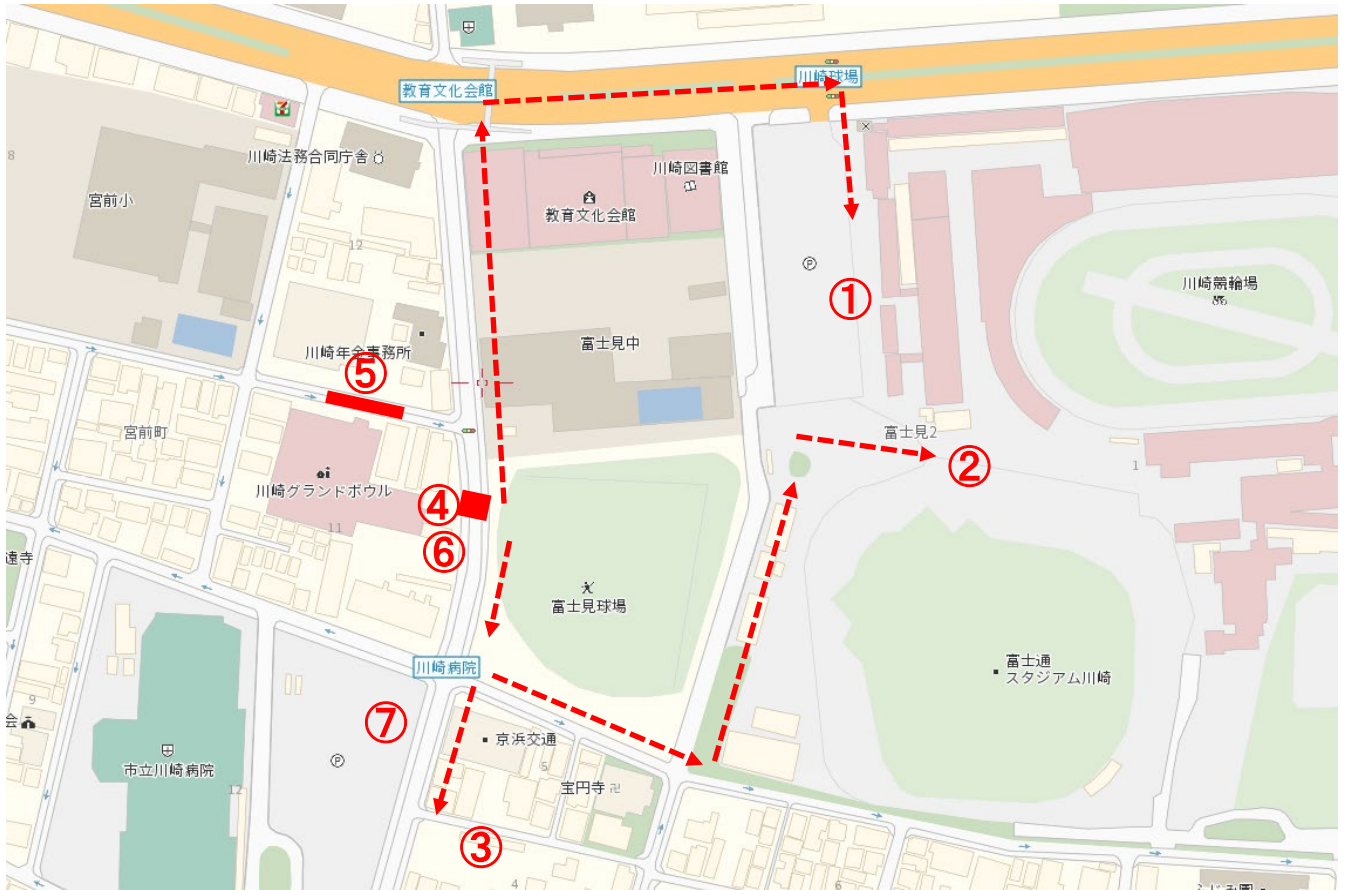 教育文化会館
川崎球場
川崎法務合同庁舎
8
宮前小
12
川崎図書館
教育文化会館
P
①
川崎競輪場
富士見中
川崎年金事務所
⑤
宮前町
富士見2
②
1
川崎グランドボウル
11
④
⑥
遠寺
富士見球場
川崎病院
富士通
スタジアム川崎
9
会
⑦
京浜交通
P
5
市立川崎病院
12
宝円寺
③
4
6